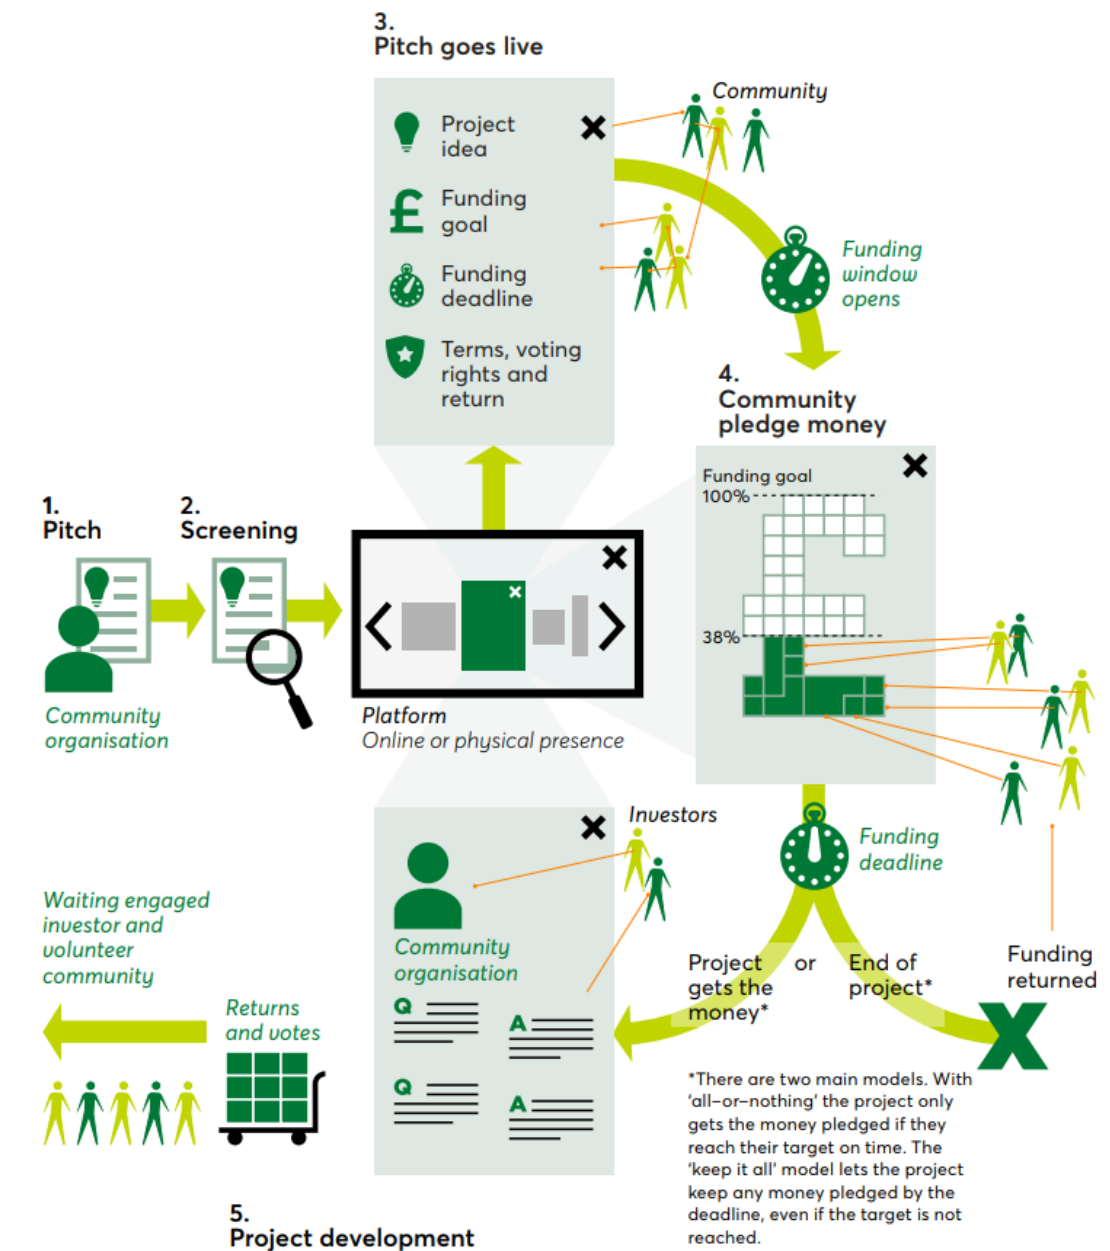 3.
Pitch goes live
Project
idea
Funding
goal
Funding
deadline
Terms, voting
rights and
return
Community
Funding
window
opens
4.
Community
pledge money
Funding goal
100%
38%
1.
Pitch
2.
Screening
Community
organisation
Platform
Online or physical presence
Funding
deadline
Project
gets the
money*
or
End of
project*
Funding
returned
Investors
Community
organisation
Q
A
Q
A
Waiting engaged
investor and
volunteer
community
Returns
and votes
*There are two main models. With
‘all–or–nothing’ the project only
gets the money pledged if they
reach their target on time. The
‘keep it all’ model lets the project
keep any money pledged by the
deadline, even if the target is not
reached.
5.
Project development